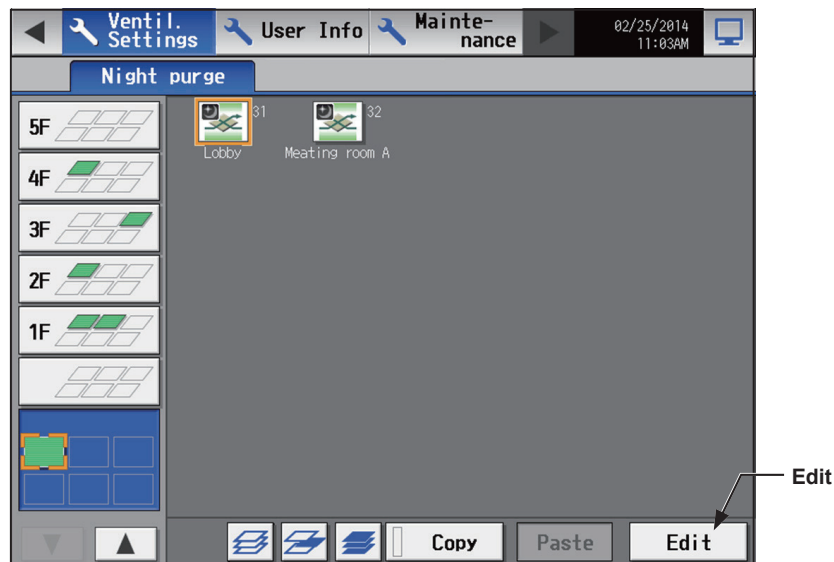 Ventil.
Settings
User Info
Mainte-
nance
02/25/2014
11:03AM
Night purge
5F
31
32
Lobby
Meating room A
4F
3F
2F
1F
Edit
Copy
Paste
Edit